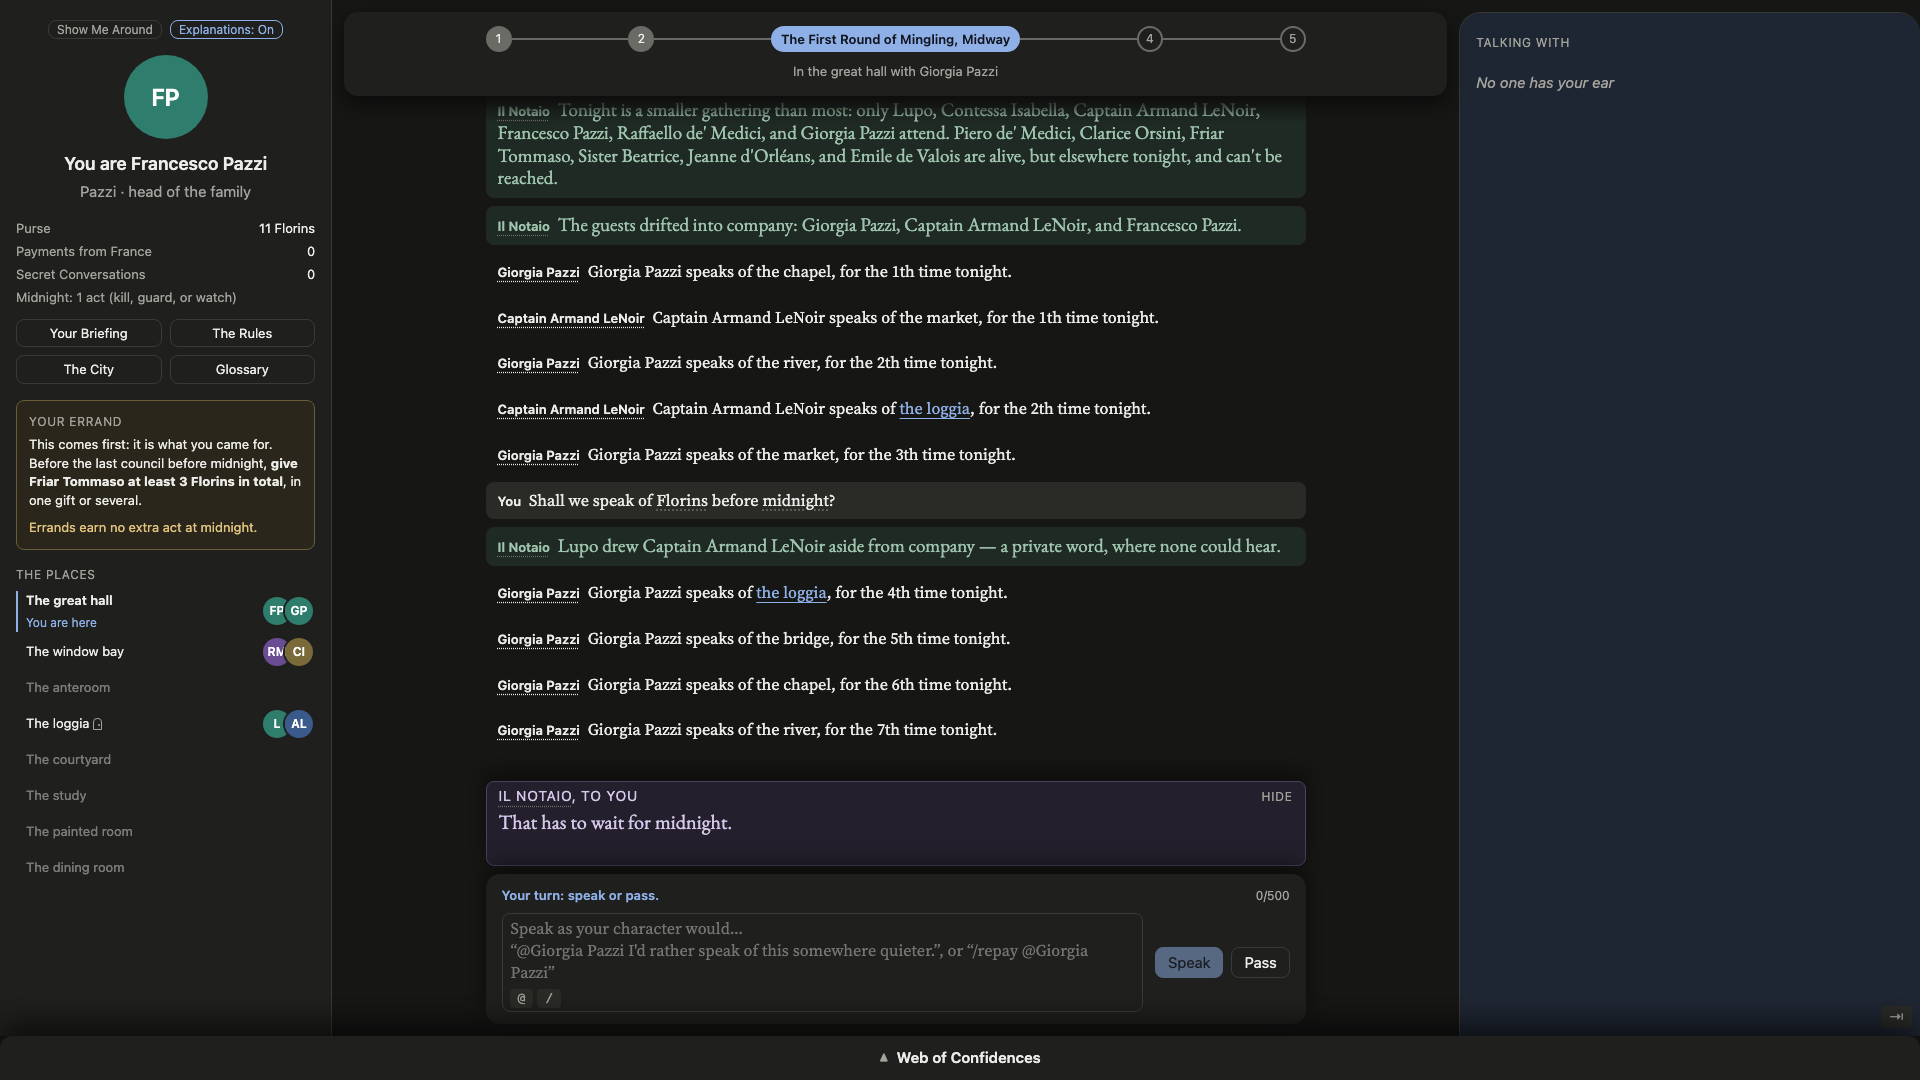 Show Me Around
Explanations: On
FP
You are Francesco Pazzi
Pazzi · head of the family
Purse 11 Florins
Payments from France 0
Secret Conversations 0
Midnight: 1 act (kill, guard, or watch)
Your Briefing
The Rules
The City
Glossary
YOUR ERRAND
This comes first: it is what you came for.
Before the last council before midnight, give
Friar Tommaso at least 3 Florins in total, in
one gift or several.
Errands earn no extra act at midnight.
THE PLACES
The great hall
You are here
FP GP
The window bay
RM CI
The anteroom
The loggia
L AL
The courtyard
The study
The painted room
The dining room
1
2
The First Round of Mingling, Midway
4
5
In the great hall with Giorgia Pazzi
Il Notaio Tonight is a smaller gathering than most: only Lupo, Contessa Isabella, Captain Armand LeNoir,
Francesco Pazzi, Raffaello de' Medici, and Giorgia Pazzi attend. Piero de' Medici, Clarice Orsini, Friar
Tommaso, Sister Beatrice, Jeanne d'Orléans, and Emile de Valois are alive, but elsewhere tonight, and can't be
reached.
Il Notaio The guests drifted into company: Giorgia Pazzi, Captain Armand LeNoir, and Francesco Pazzi.
Giorgia Pazzi Giorgia Pazzi speaks of the chapel, for the 1th time tonight.
Captain Armand LeNoir Captain Armand LeNoir speaks of the market, for the 1th time tonight.
Giorgia Pazzi Giorgia Pazzi speaks of the river, for the 2th time tonight.
Captain Armand LeNoir Captain Armand LeNoir speaks of the loggia, for the 2th time tonight.
Giorgia Pazzi Giorgia Pazzi speaks of the market, for the 3th time tonight.
You Shall we speak of Florins before midnight?
Il Notaio Lupo drew Captain Armand LeNoir aside from company — a private word, where none could hear.
Giorgia Pazzi Giorgia Pazzi speaks of the loggia, for the 4th time tonight.
Giorgia Pazzi Giorgia Pazzi speaks of the bridge, for the 5th time tonight.
Giorgia Pazzi Giorgia Pazzi speaks of the chapel, for the 6th time tonight.
Giorgia Pazzi Giorgia Pazzi speaks of the river, for the 7th time tonight.
IL NOTAIO, TO YOU
HIDE
That has to wait for midnight.
Your turn: speak or pass.
0/500
Speak as your character would...
“@Giorgia Pazzi I'd rather speak of this somewhere quieter.”, or “/repay @Giorgia
Pazzi”
@ /
Speak
Pass
TALKING WITH
No one has your ear
Web of Confidences